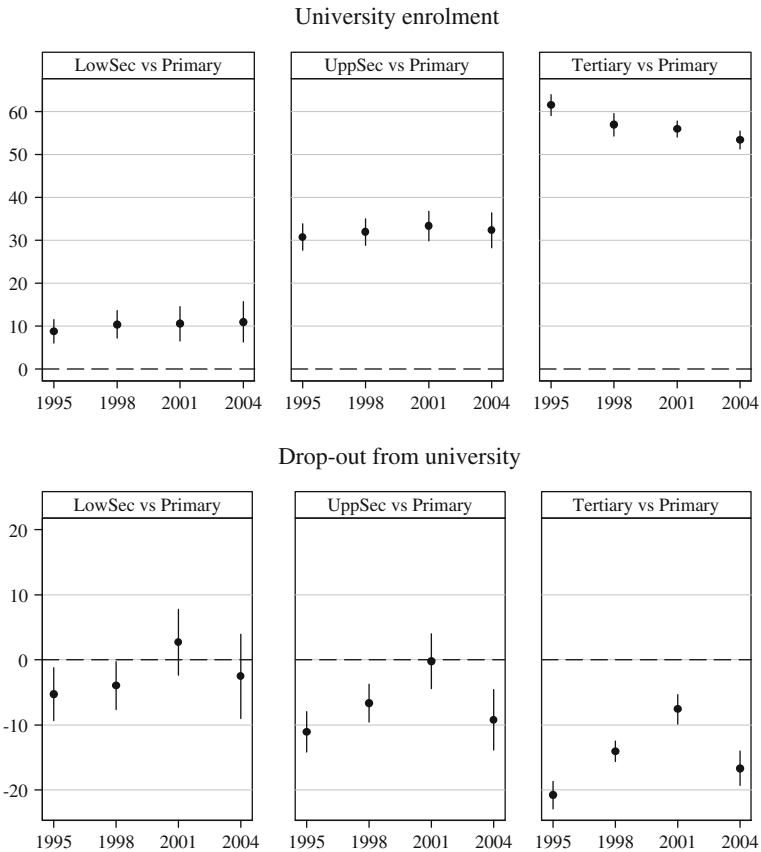 University enrolment
LowSec vs Primary UppSec vs Primary Tertiary vs Primary
60
50
40
30
20
10
0
1995 1998 2001 2004 1995 1998 2001 2004 1995 1998 2001 2004
Drop-out from university
LowSec vs Primary UppSec vs Primary Tertiary vs Primary
20
10
0
-10
-20
1995 1998 2001 2004 1995 1998 2001 2004 1995 1998 2001 2004